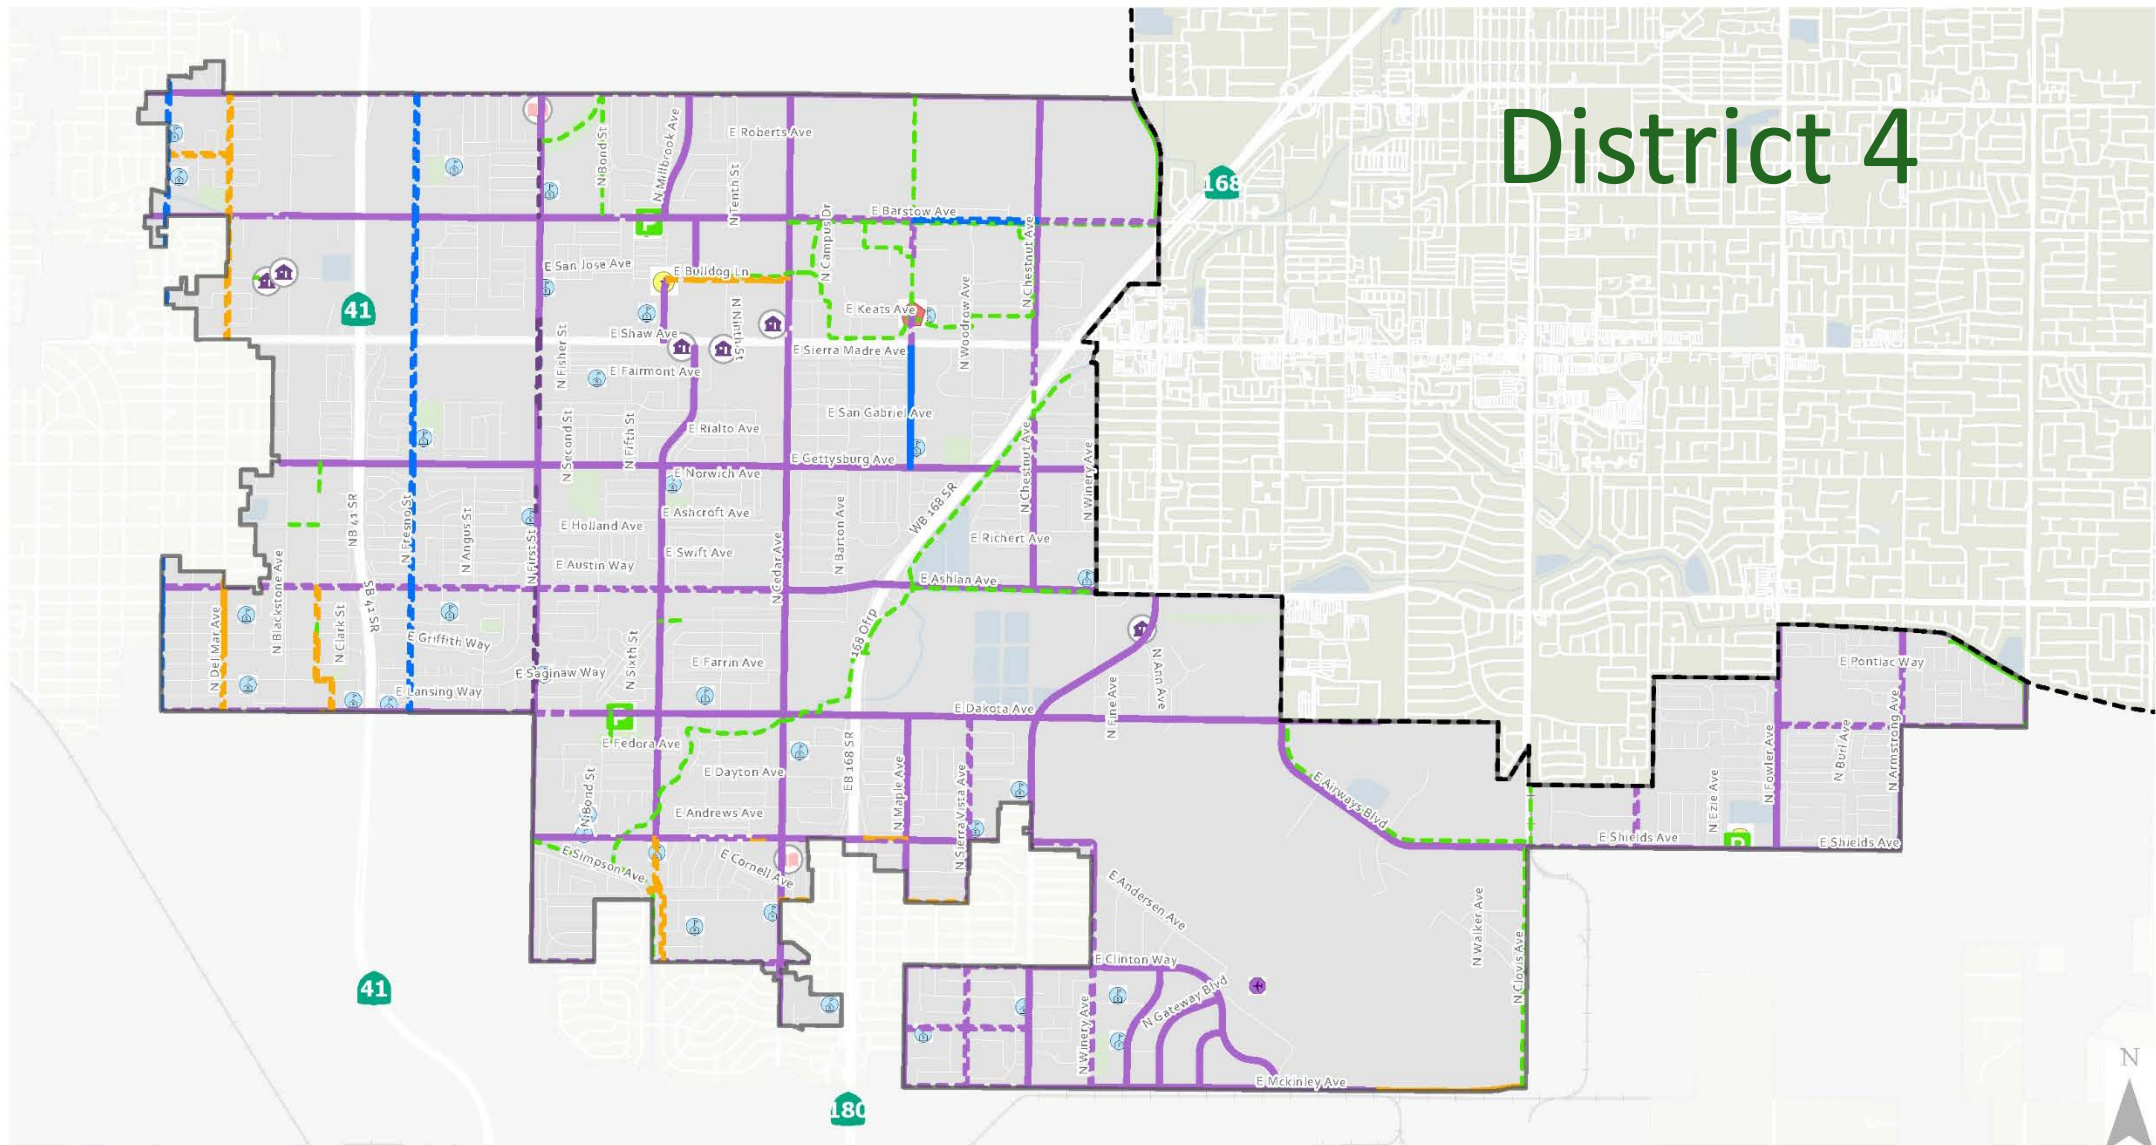 District 4
E Roberts Ave
N Bond St
N Millbrook Ave
N Tenth St
168
E Barstow Ave
N Campus Dr
N Chestnut Ave
E San Jose Ave
E Bulldog Ln
41
E Keats Ave
N Woodrow Ave
N Ninth St
E Shaw Ave
E Sierra Madre Ave
N Fisher St
E Fairmont Ave
E San Gabriel Ave
E Rialto Ave
N Second St
N Fifth St
N Chestnut Ave
E Gettysburg Ave
E Norwich Ave
N Winery Ave
WB 168 SR
NB 41 SR
N Fresno St
N Angus St
E Ashcroft Ave
E Holland Ave
N Barton Ave
N First St
E Richert Ave
E Swift Ave
E Austin Way
N Cedar Ave
E Ashlan Ave
N Blackstone Ave
SB 41 SR
N Del Mar Ave
N Clark St
E Griffith Way
168 Ofrp
N Sixth St
E Farrin Ave
E Saginaw Way
E Lansing Way
N Ann Ave
N Fine Ave
E Pontiac Way
E Dakota Ave
N Armstrong Ave
E Fedora Ave
EB 168 SR
N Burl Ave
N Fowler Ave
E Dayton Ave
N Maple Ave
N Sierra Vista Ave
E Airways Blvd
N Bond St
N Ezie Ave
E Andrews Ave
E Shields Ave
E Shields Ave
E Simpson Ave
E Cornell Ave
E Andersen Ave
N Walker Ave
N Clovis Ave
E Clinton Way
41
N Gateway Blvd
N Winery Ave
E Mckinley Ave
180
N